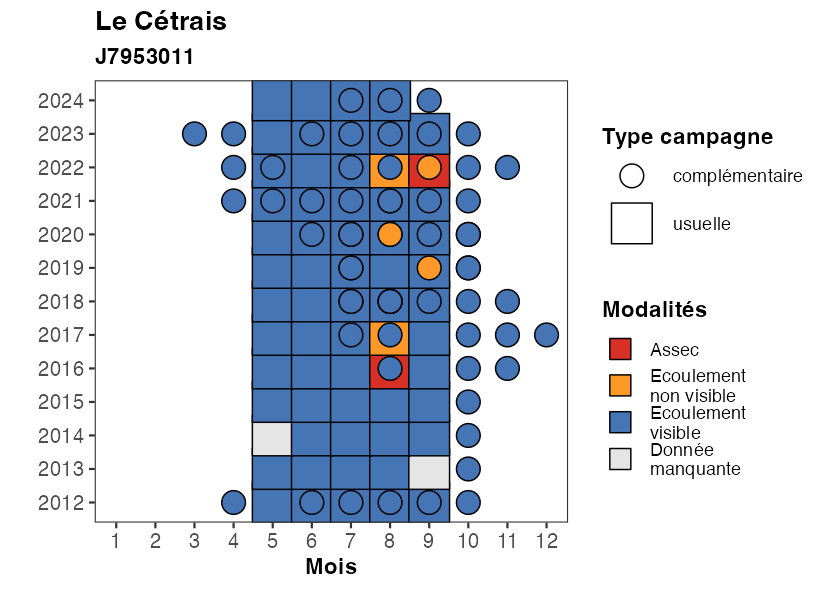 Le Cétrais
J7953011
2024
2023
2022
2021
2020
2019
2018
2017
2016
2015
2014
2013
2012
1 2 3 4 5 6 7 8 9 10 11 12
Mois
Type campagne
complémentaire
usuelle
Modalités
Assec
Ecoulement
non visible
Ecoulement
visible
Donnée
manquante